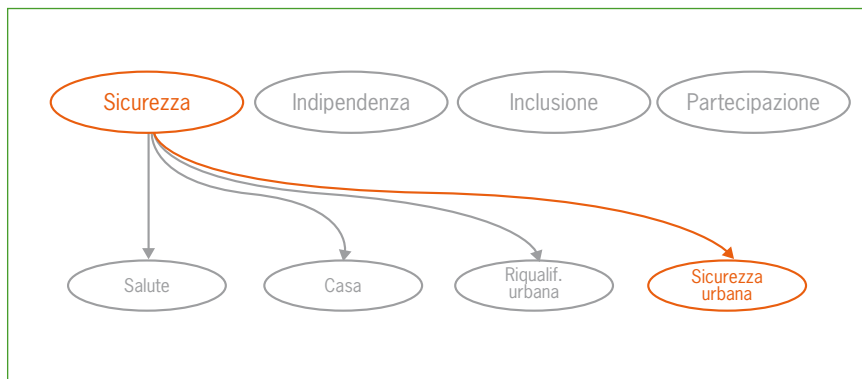 Sicurezza
Indipendenza
Inclusione
Partecipazione
Salute
Casa
Riqualif.
urbana
Sicurezza
urbana